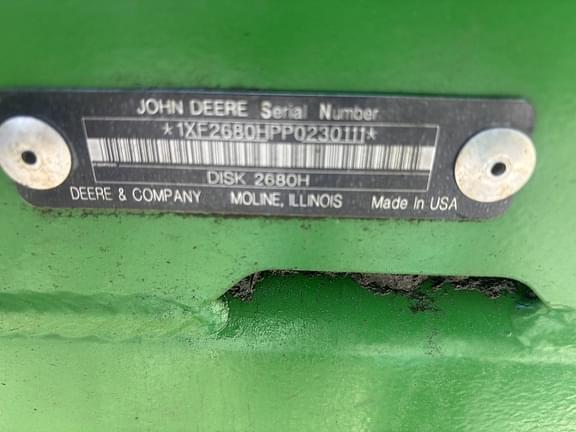 JOHN DEERE Serial Number
*1XF2680HPP0230111*
DISK 2680H
DEERE & COMPANY MOLINE, ILLINOIS Made In USA